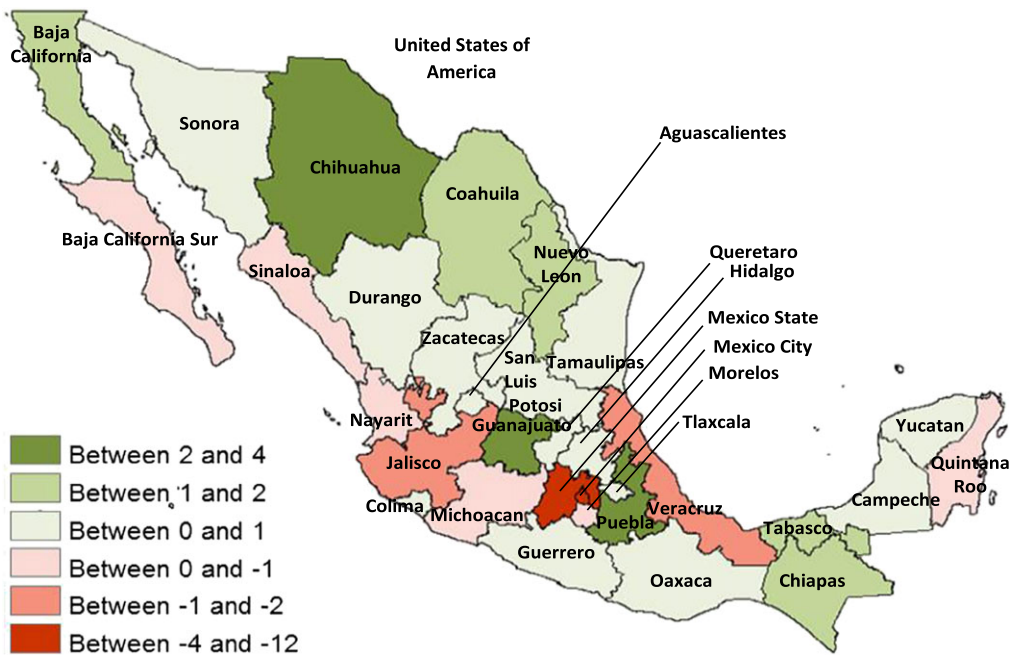 Baja
California
United States of
America
Sonora
Aguascalientes
Chihuahua
Coahuila
Baja California Sur
Nuevo
Leon
Queretaro
Hidalgo
Sinaloa
Durango
Mexico State
Zacatecas
Mexico City
San
Luis
Potosi
Tamaulipas
Morelos
Nayarit
Guanajuato
Tlaxcala
Yucatan
Jalisco
Quintana
Roo
Colima
Michoacan
Veracruz
Campeche
Puebla
Tabasco
Guerrero
Oaxaca
Chiapas
Between 2 and 4
Between 1 and 2
Between 0 and 1
Between 0 and -1
Between -1 and -2
Between -4 and -12